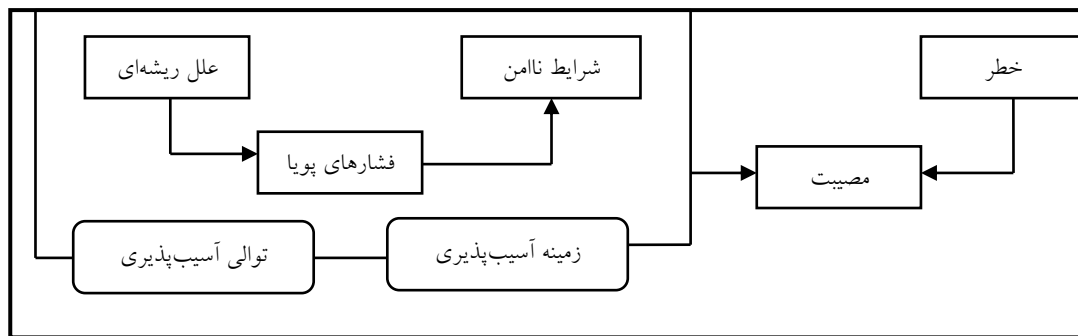 خطر
شرایط ناامن
علل ریشه‌ای
فشارهای پویا
مصیبت
زمینه آسیب‌پذیری
توالی آسیب‌پذیری